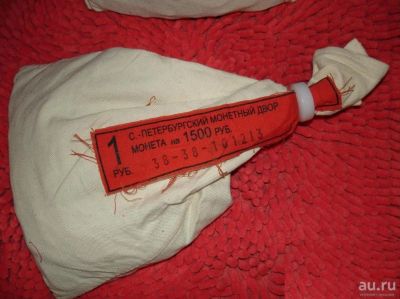 1
РУБ.
С.-ПЕТЕРБУРГСКИЙ МОНЕТНЫЙ ДВОР
МОНЕТА на 1500 РУБ.
38-38-101213
au.ru